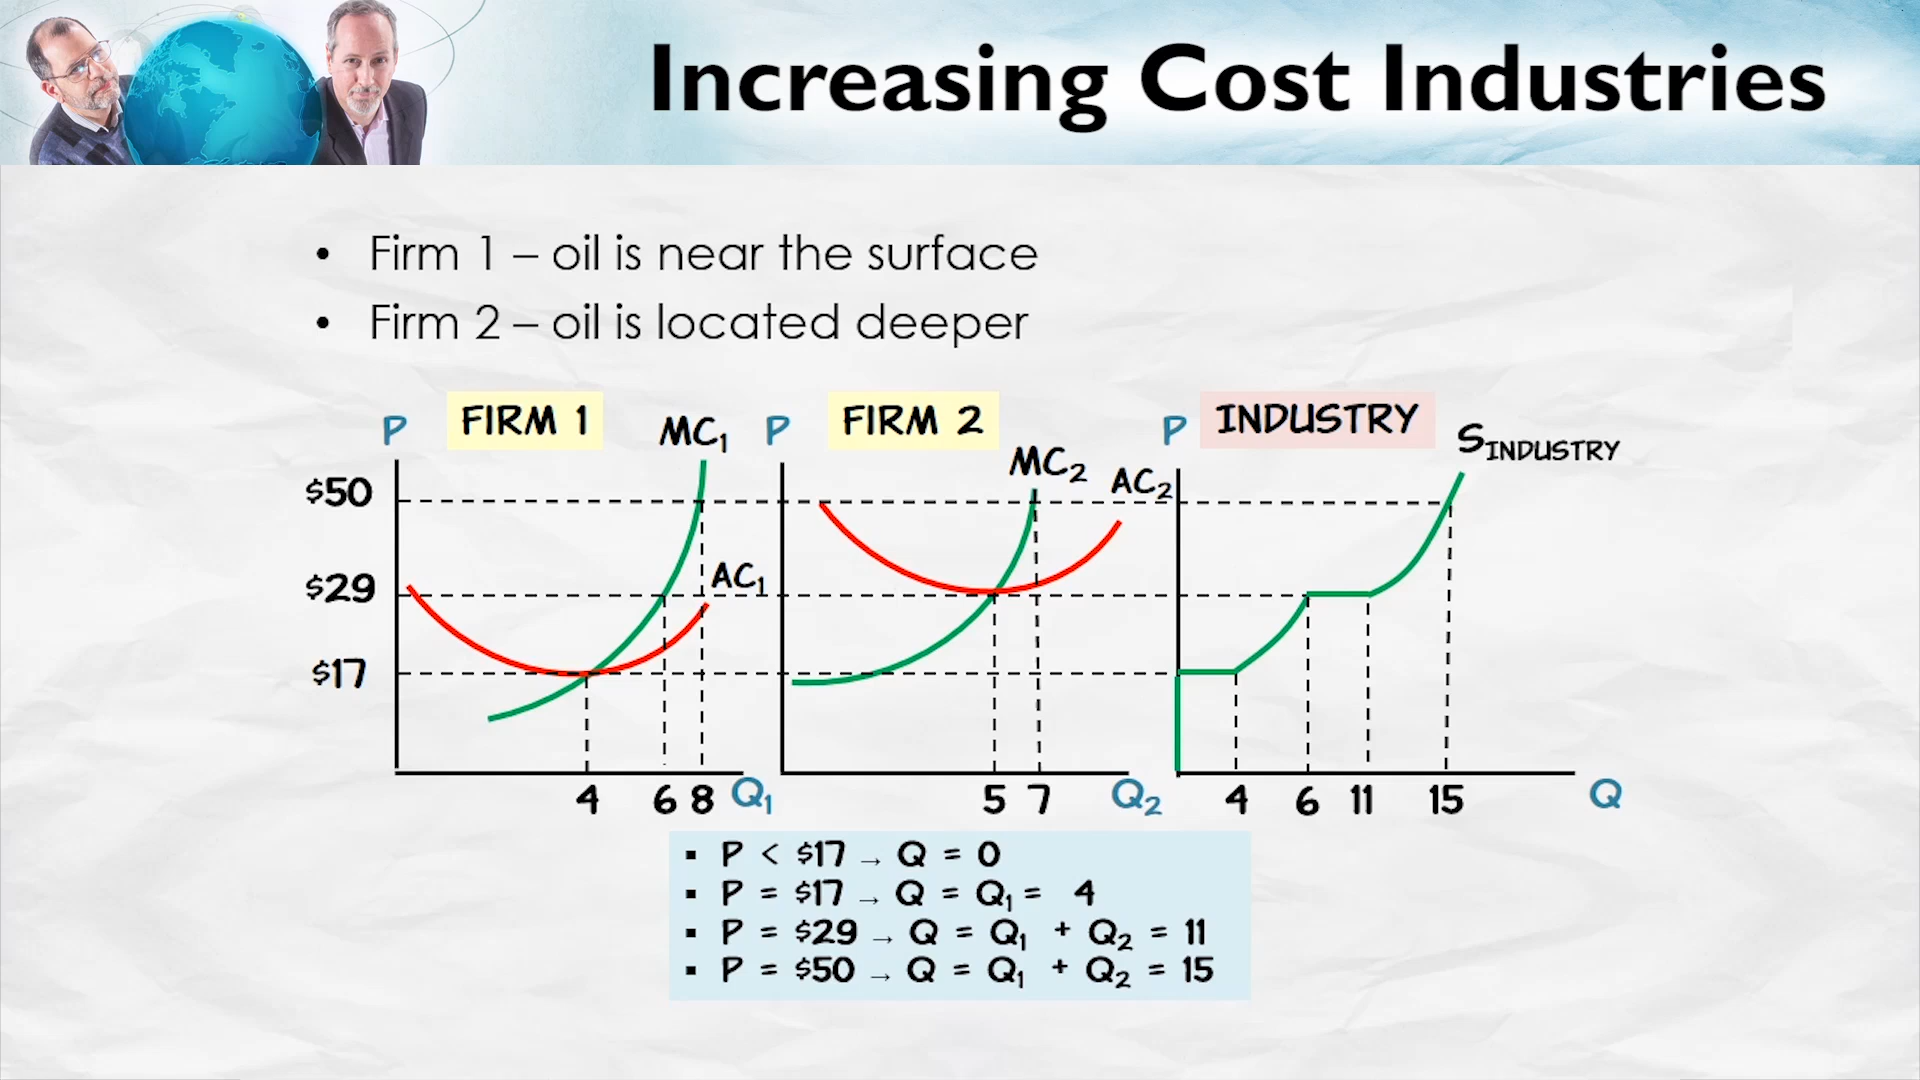 Increasing Cost Industries
• Firm 1 – oil is near the surface
• Firm 2 – oil is located deeper
P FIRM 1 MC₁
$50
$29
$17
AC₁
4 6 8 Q₁
P FIRM 2
MC₂ AC₂
5 7 Q₂
P INDUSTRY S INDUSTRY
4 6 11 15 Q
▪ P < $17 → Q = 0
▪ P = $17 → Q = Q₁ = 4
▪ P = $29 → Q = Q₁ + Q₂ = 11
▪ P = $50 → Q = Q₁ + Q₂ = 15